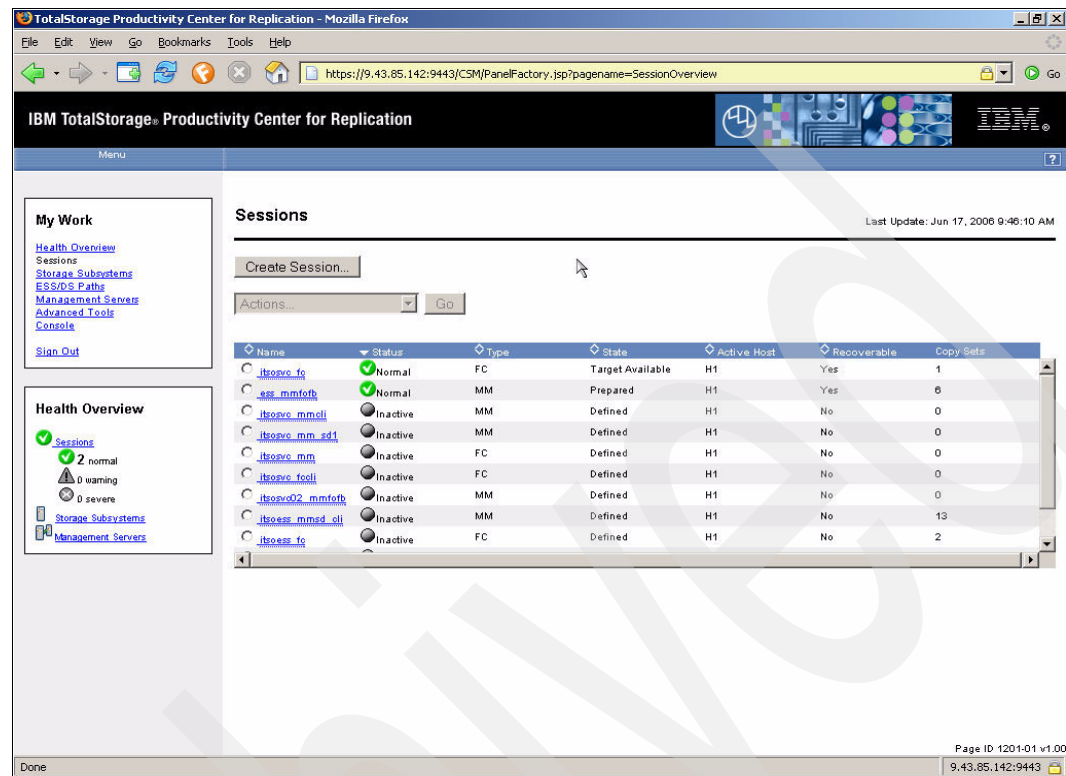 TotalStorage Productivity Center for Replication - Mozilla Firefox
File Edit View Go Bookmarks Tools Help
https://9.43.85.142:9443/CSM/PanelFactory.jsp?pagename=SessionOverview Go
IBM TotalStorage® Productivity Center for Replication
IBM®
Menu ?
My Work
Health Overview
Sessions
Storage Subsystems
ESS/DS Paths
Management Servers
Advanced Tools
Console
Sign Out
Health Overview
Sessions
2 normal
0 warning
0 severe
Storage Subsystems
Management Servers
Sessions
Last Update: Jun 17, 2006 9:46:10 AM
Create Session...
Actions... Go
Name Status Type State Active Host Recoverable Copy Sets
itsosvc_fc Normal FC Target Available H1 Yes 1
ess_mmfofb Normal MM Prepared H1 Yes 6
itsosvc_mmcli Inactive MM Defined H1 No 0
itsosvc_mm_sd1 Inactive MM Defined H1 No 0
itsosvc_mm Inactive FC Defined H1 No 0
itsosvc_fccli Inactive FC Defined H1 No 0
itsosvc02_mmfofb Inactive MM Defined H1 No 0
itsoess_mmsd_cli Inactive MM Defined H1 No 13
itsoess_fc Inactive FC Defined H1 No 2
Page ID 1201-01 v1.00
Done 9.43.85.142:9443